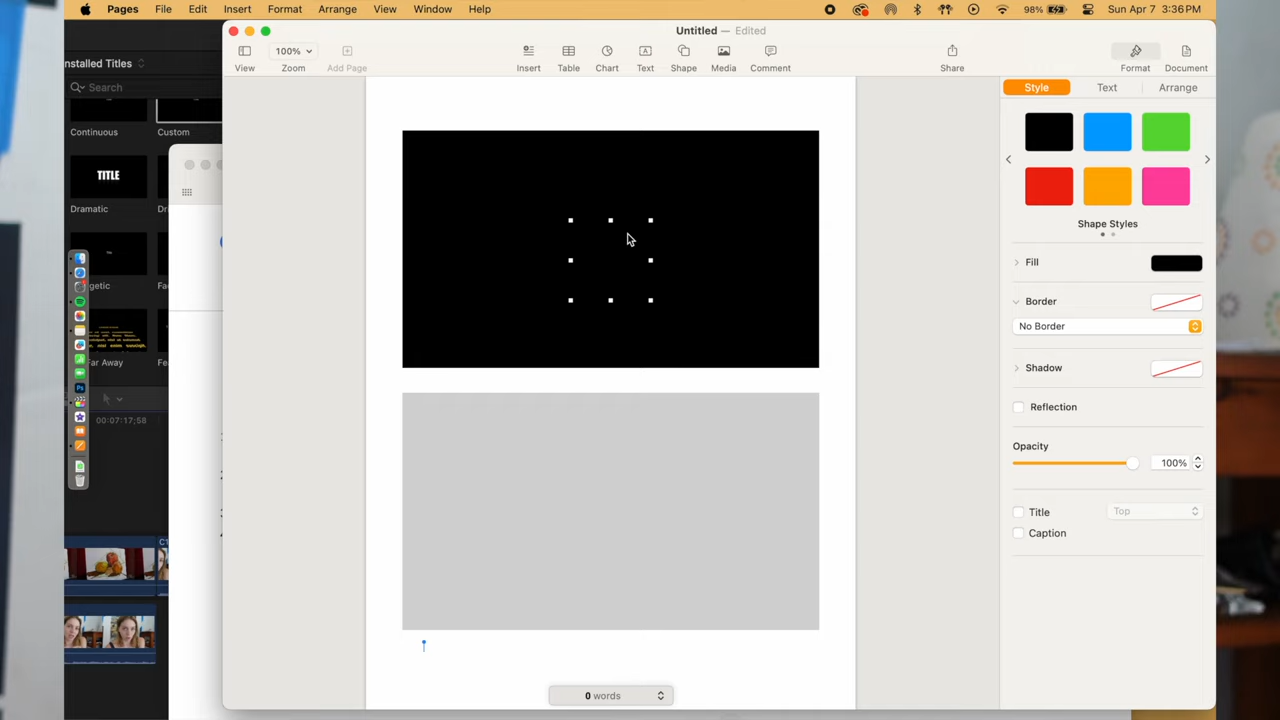 Pages File Edit Insert Format Arrange View Window Help
98% Sun Apr 7 3:36 PM
nstalled Titles
Search
Continuous
Custom
TITLE
Dramatic
getic
Far Away
00:07:17;58
Untitled — Edited
100%
View
Zoom
Add Page
Insert
Table
Chart
Text
Shape
Media
Comment
Share
Format
Document
Style
Text
Arrange
Shape Styles
Fill
Border
No Border
Shadow
Reflection
Opacity
100%
Title
Top
Caption
0 words